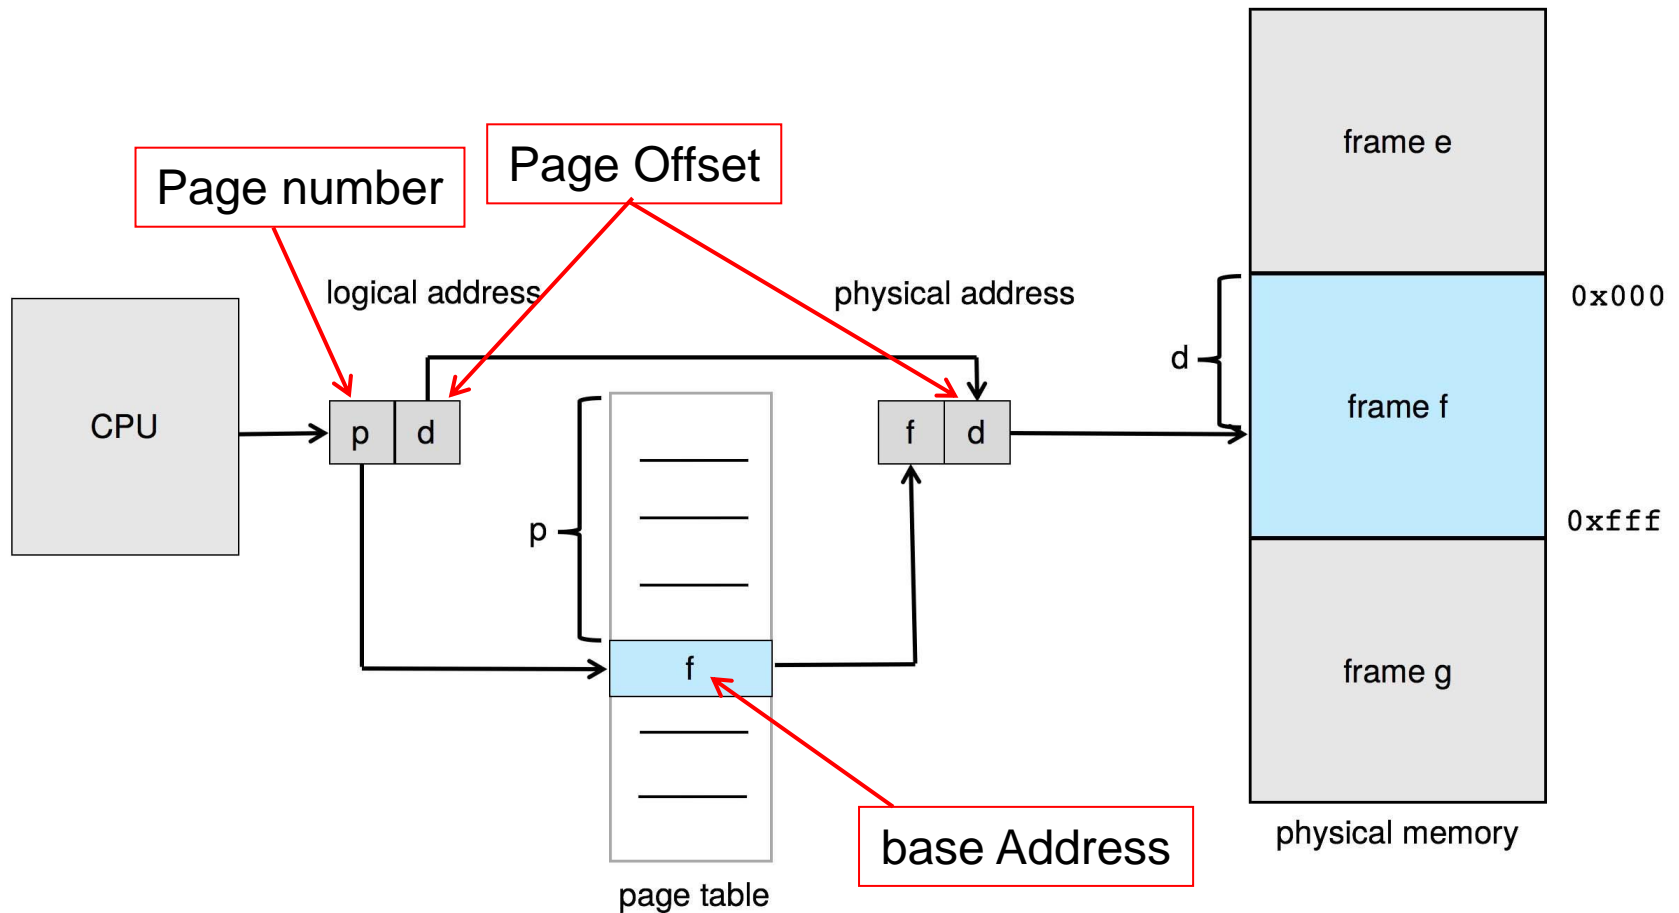 frame e
Page Offset
Page number
logical address
physical address
0x000
d
frame f
CPU
p
d
f
d
p
0xfff
f
frame g
base Address
physical memory
page table